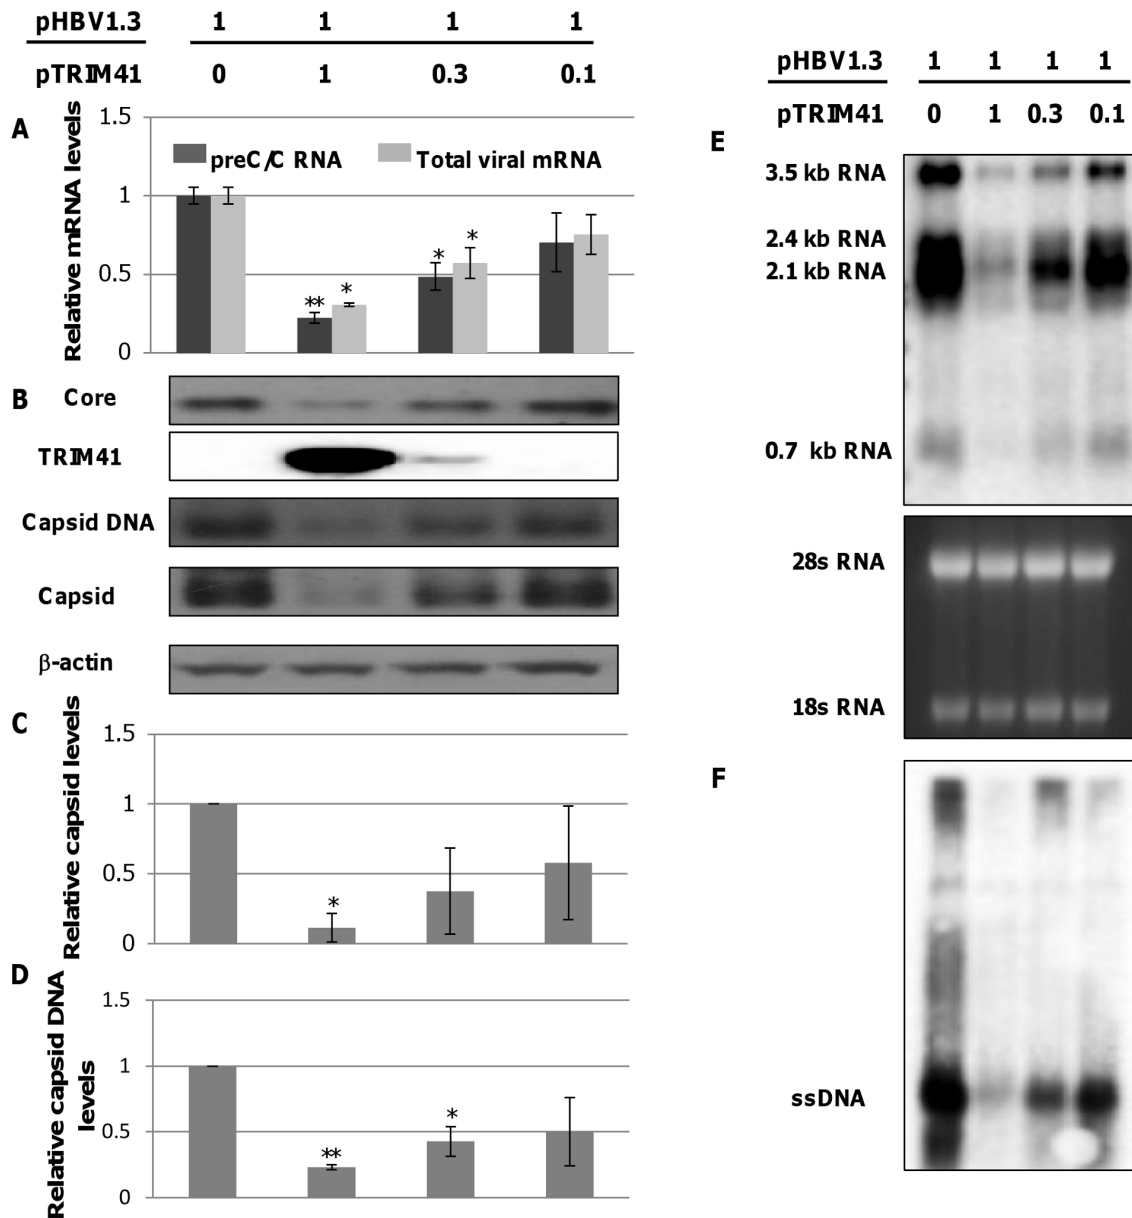 pHBV1.3 1 1 1 1
pTRIM41 0 1 0.3 0.1
A
Relative mRNA levels
1.5
1
0.5
0
preC/C RNA
Total viral mRNA
** *
* *
B
Core
TRIM41
Capsid DNA
Capsid
β-actin
C
Relative capsid levels
1.5
1
0.5
0
*
D
Relative capsid DNA
levels
1.5
1
0.5
0
**
*
pHBV1.3 1 1 1 1
pTRIM41 0 1 0.3 0.1
E
3.5 kb RNA
2.4 kb RNA
2.1 kb RNA
0.7 kb RNA
28s RNA
18s RNA
F
ssDNA